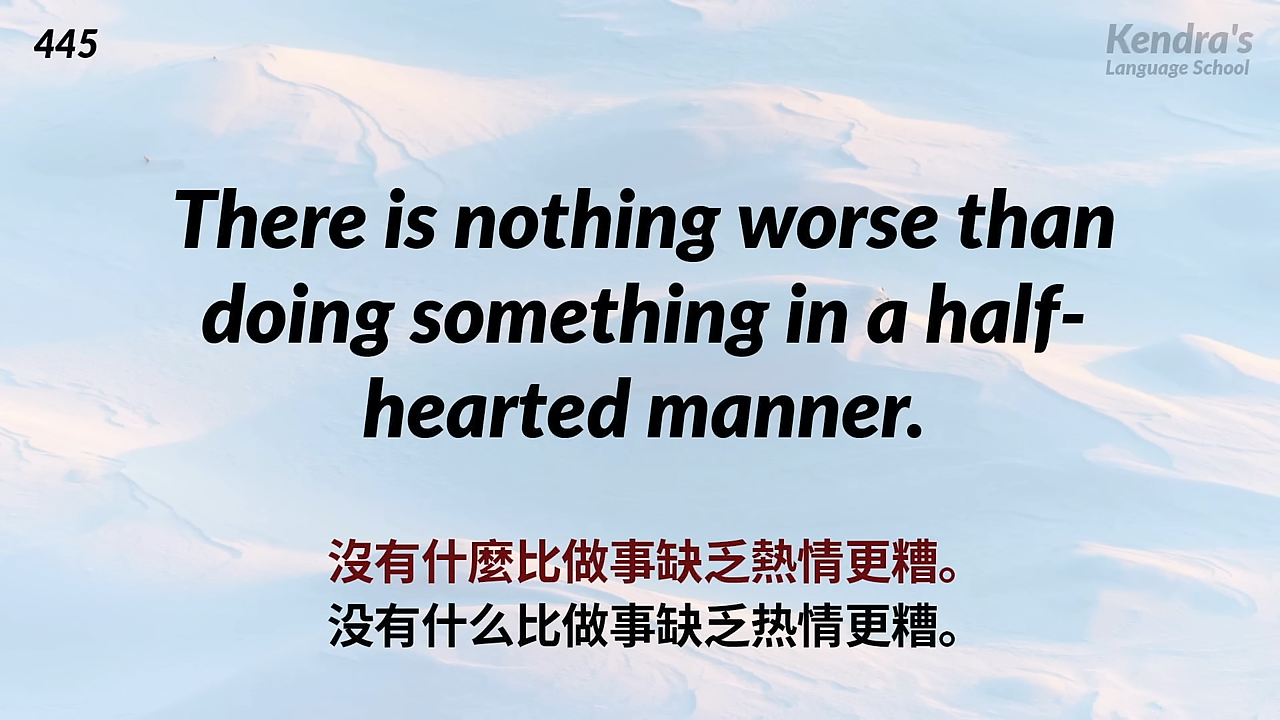 445
Kendra's
Language School
There is nothing worse than
doing something in a half-
hearted manner.
沒有什麼比做事缺乏熱情更糟。
没有什么比做事缺乏热情更糟。